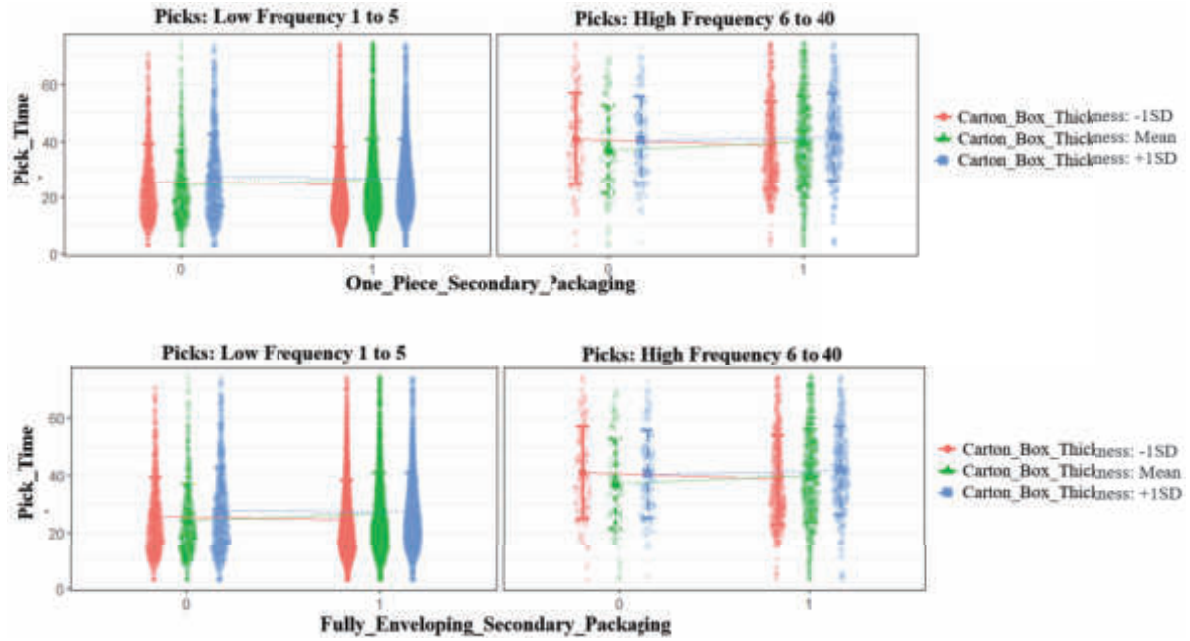 Picks: Low Frequency 1 to 5
Picks: High Frequency 6 to 40
Pick_Time
60
40
20
0
0
1
0
1
One_Piece_Secondary_Packaging
Carton_Box_Thickness: -1SD
Carton_Box_Thickness: Mean
Carton_Box_Thickness: +1SD
Picks: Low Frequency 1 to 5
Picks: High Frequency 6 to 40
Pick_Time
60
40
20
0
0
1
0
1
Fully_Enveloping_Secondary_Packaging
Carton_Box_Thickness: -1SD
Carton_Box_Thickness: Mean
Carton_Box_Thickness: +1SD